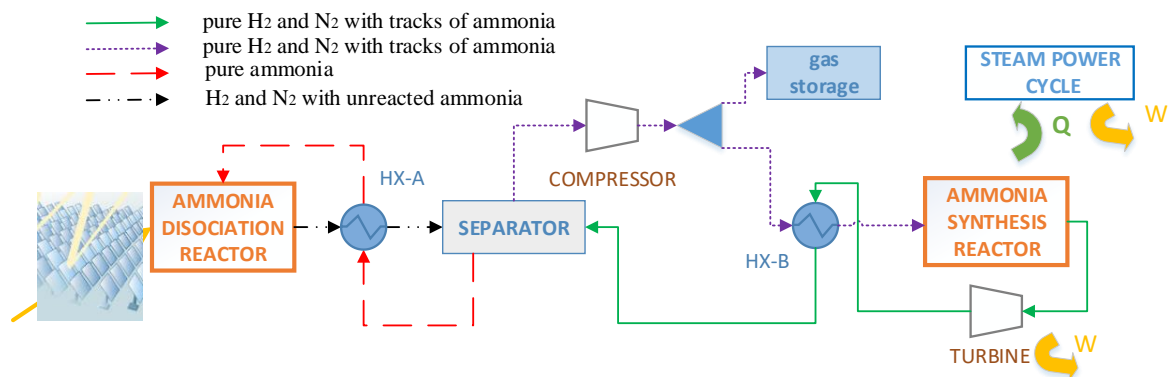 pure H2 and N2 with tracks of ammonia
pure H2 and N2 with tracks of ammonia
pure ammonia
H2 and N2 with unreacted ammonia
gas
storage
STEAM POWER
CYCLE
Q
W
COMPRESSOR
HX-A
AMMONIA
DISOCIATION
REACTOR
SEPARATOR
HX-B
AMMONIA
SYNTHESIS
REACTOR
TURBINE
W